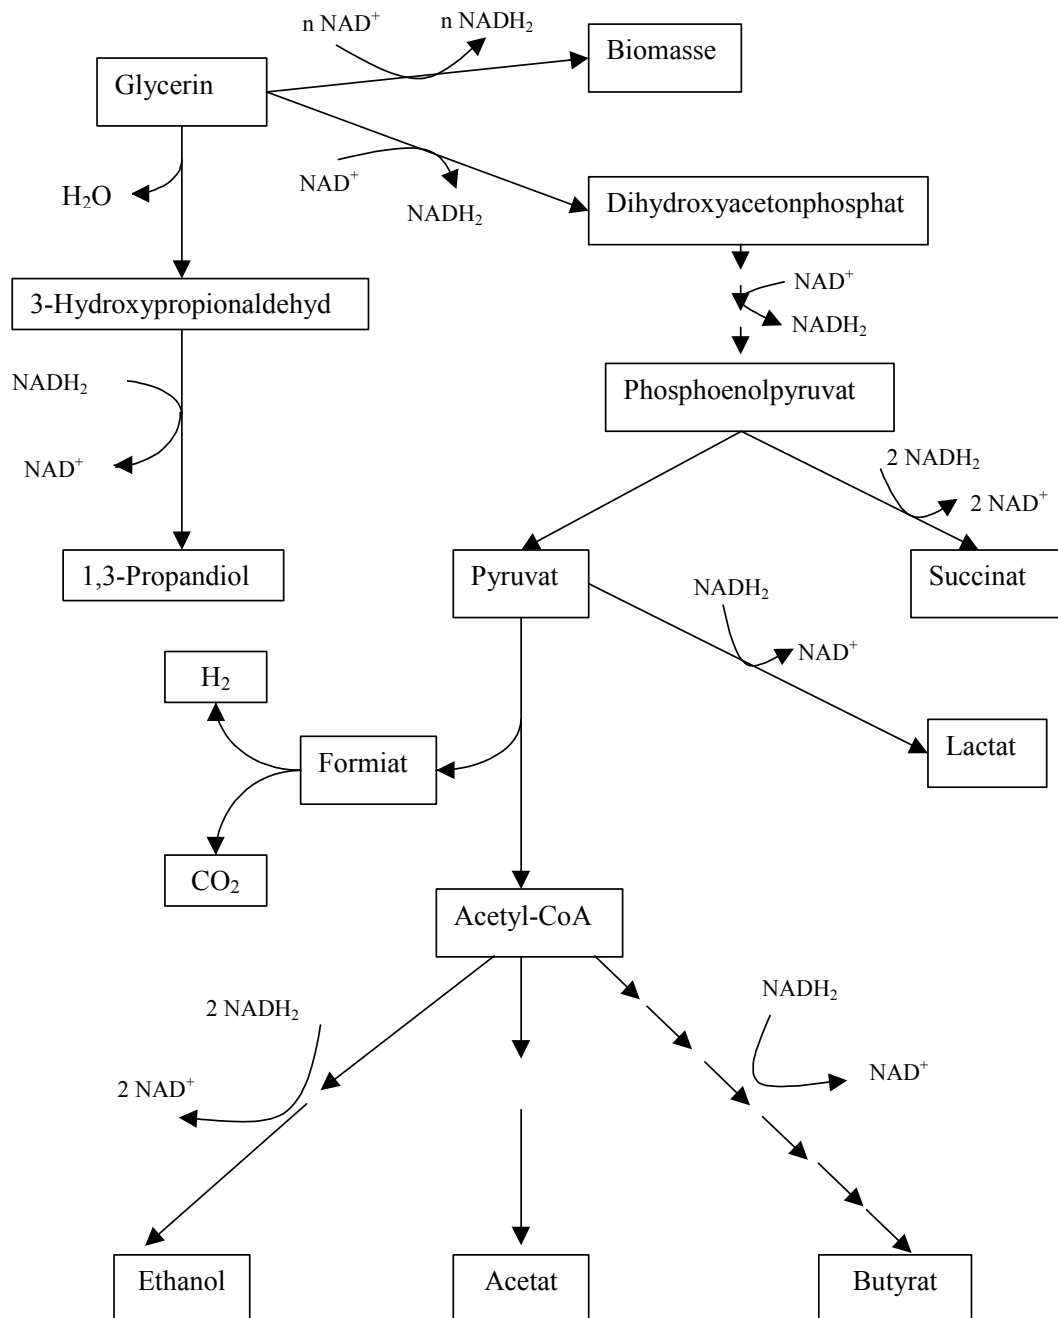 n NAD⁺
n NADH₂
Biomasse
Glycerin
H₂O
NAD⁺
NADH₂
Dihydroxyacetonphosphat
3-Hydroxypropionaldehyd
NAD⁺
NADH₂
NADH₂
NAD⁺
Phosphoenolpyruvat
2 NADH₂
2 NAD⁺
1,3-Propandiol
Pyruvat
Succinat
NADH₂
NAD⁺
H₂
Formiat
Lactat
CO₂
Acetyl-CoA
2 NADH₂
NADH₂
2 NAD⁺
NAD⁺
Ethanol
Acetat
Butyrat